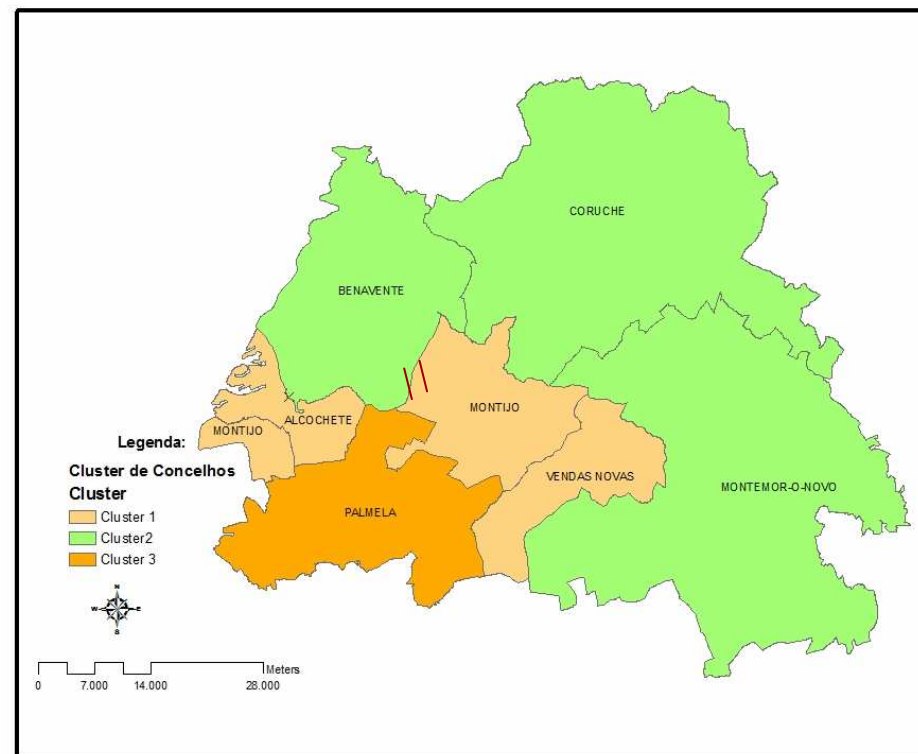 CORUCHE
BENAVENTE
MONTIJO
ALCOCHETE
MONTIJO
VENDAS NOVAS
MONTEMOR-O-NOVO
PALMELA
Legenda:
Cluster de Concelhos
Cluster
Cluster 1
Cluster2
Cluster 3
N
W E
S
Meters
0 7.000 14.000 28.000